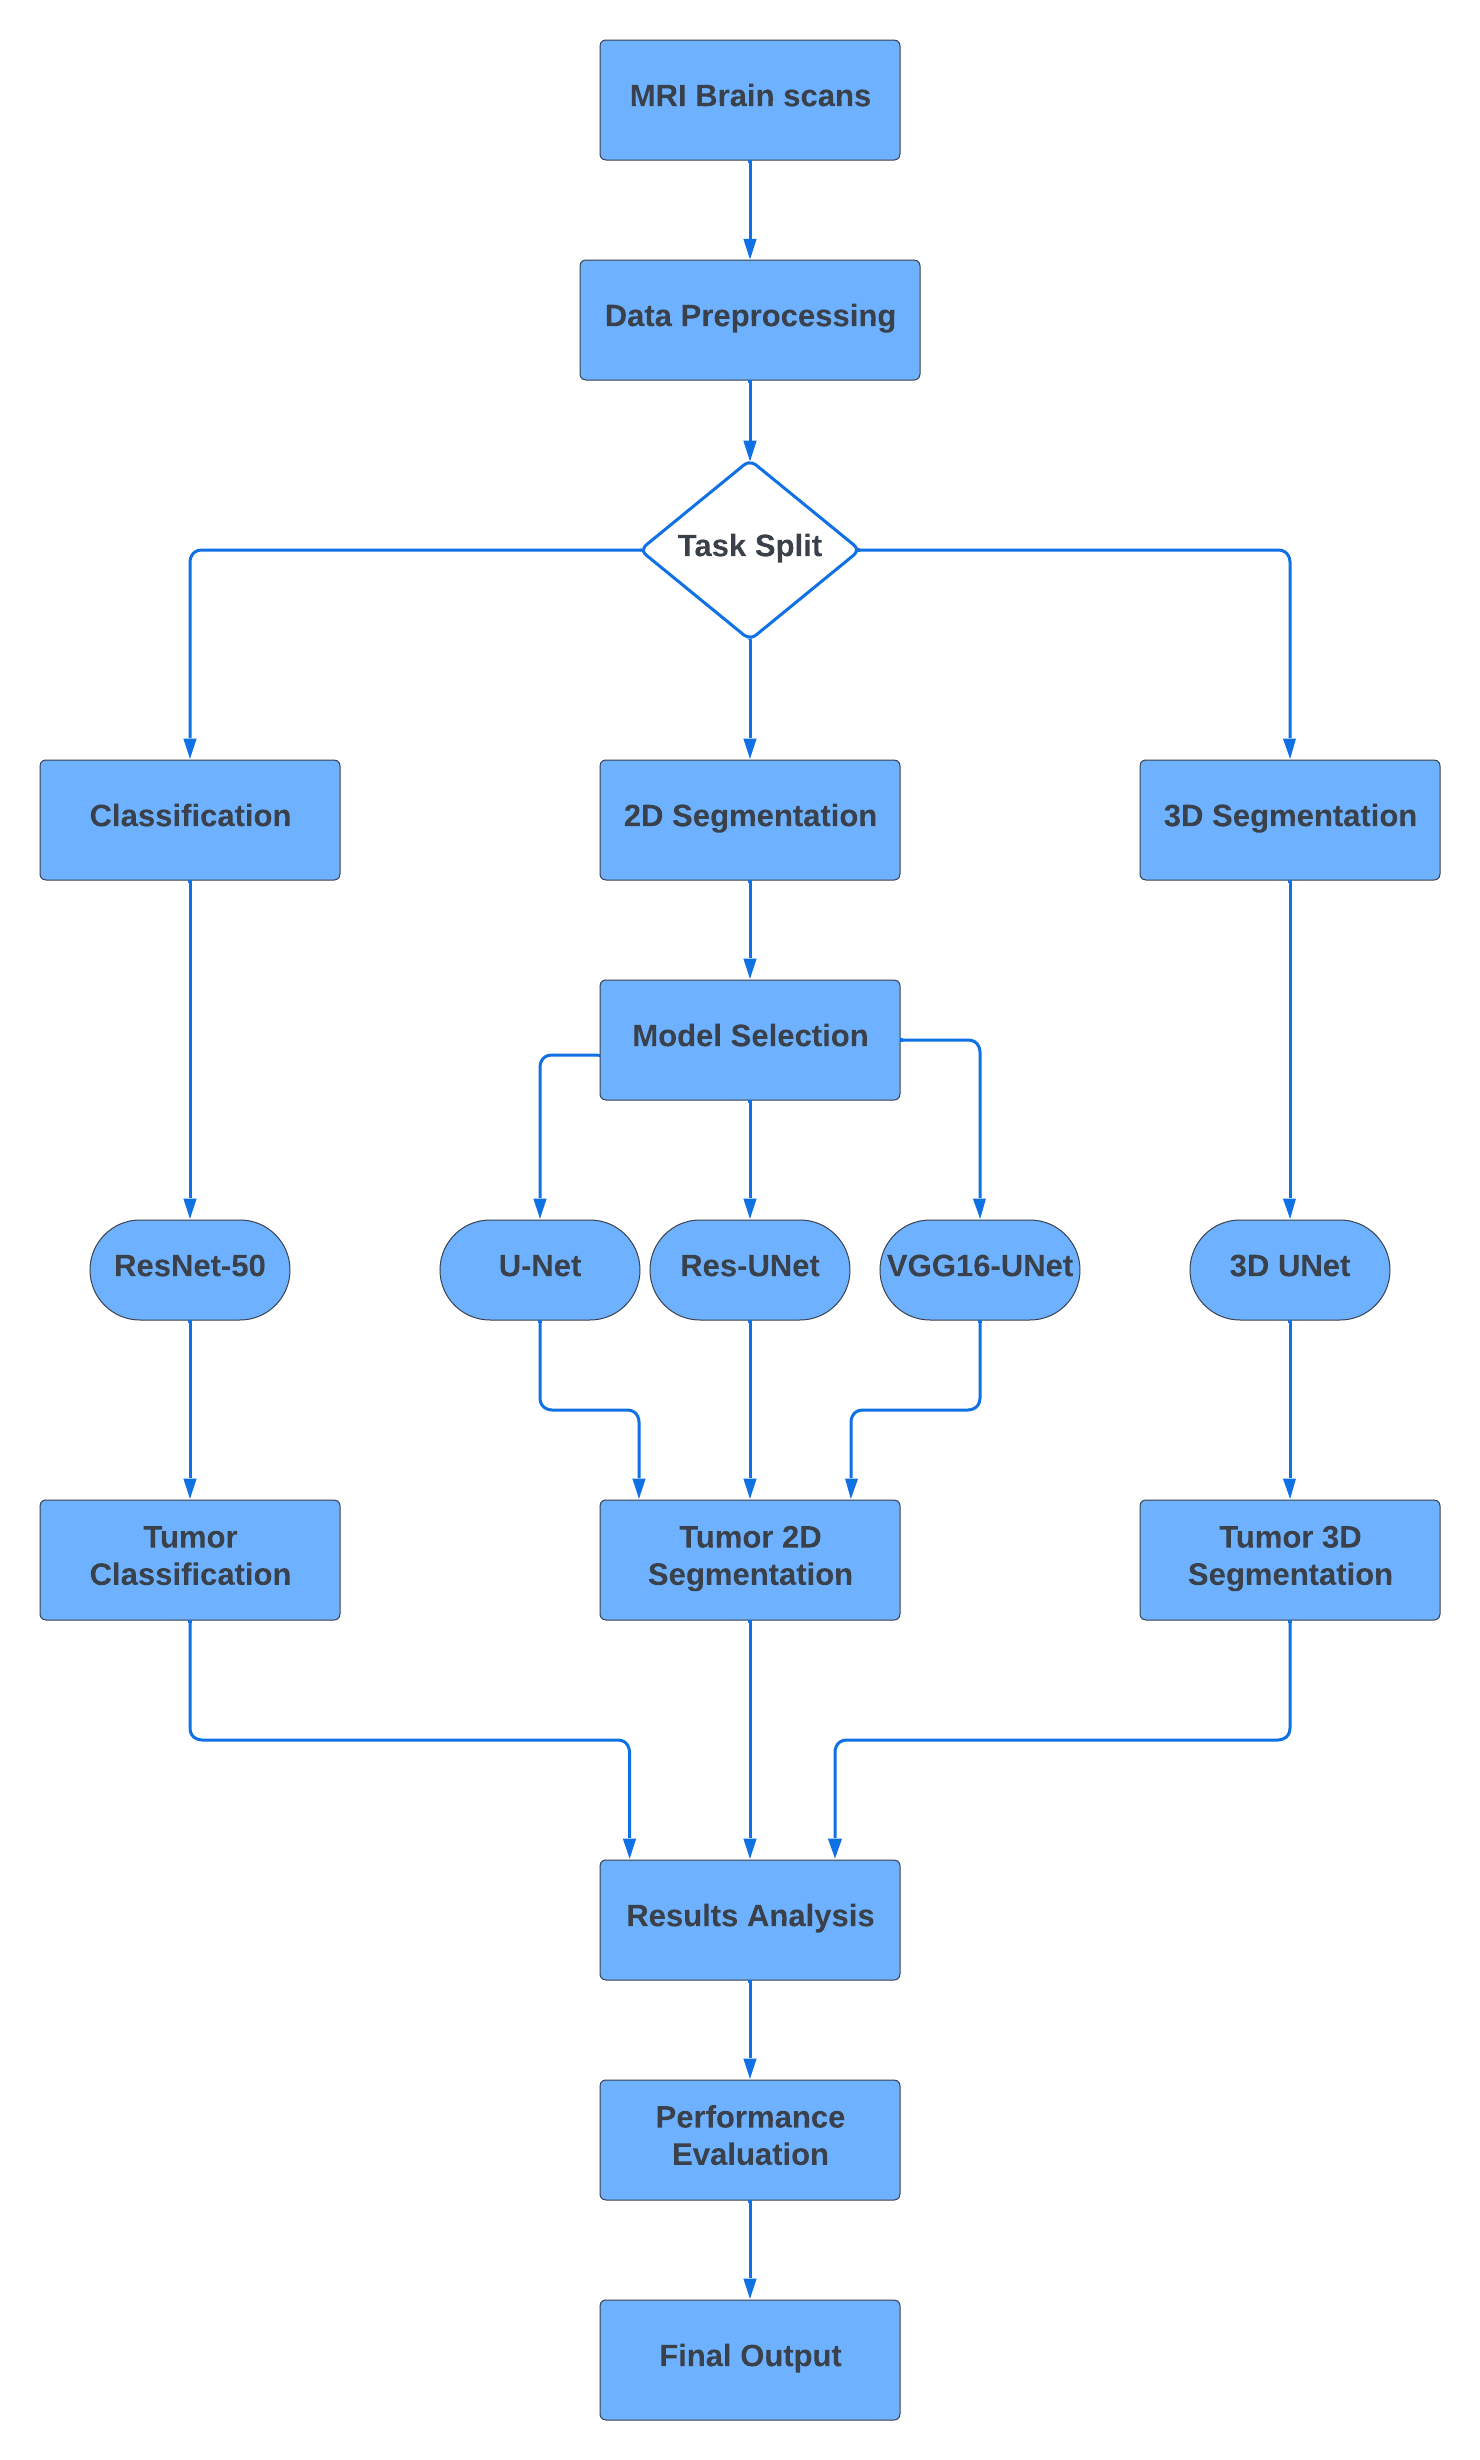 MRI Brain scans
Data Preprocessing
Task Split
Classification
2D Segmentation
3D Segmentation
Model Selection
ResNet-50
U-Net
Res-UNet
VGG16-UNet
3D UNet
Tumor
Classification
Tumor 2D
Segmentation
Tumor 3D
Segmentation
Results Analysis
Performance
Evaluation
Final Output